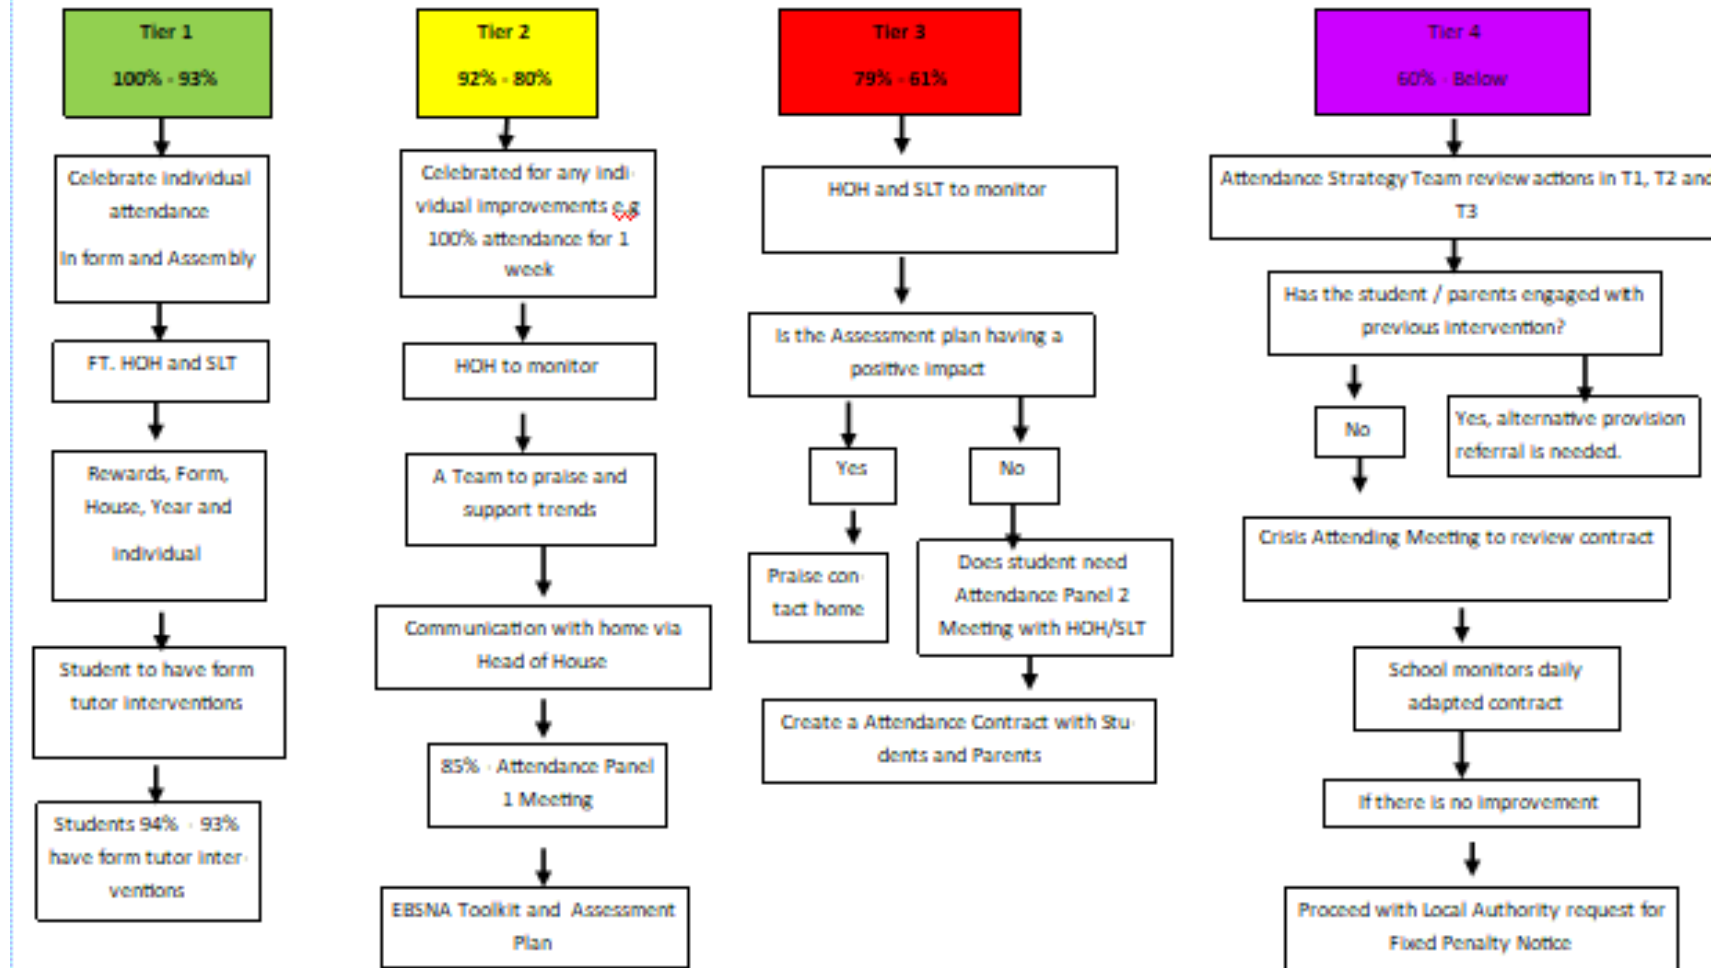 Tier 1
100% - 93%
Celebrate individual
attendance
In form and Assembly
FT. HOH and SLT
Rewards, Form,
House, Year and
individual
Student to have form
tutor interventions
Students 94% - 93%
have form tutor inter-
ventions
Tier 2
92% - 80%
Celebrated for any indi-
vidual improvements e.g
100% attendance for 1
week
HOH to monitor
A Team to praise and
support trends
Communication with home via
Head of House
85% - Attendance Panel
1 Meeting
EBSNA Toolkit and Assessment
Plan
Tier 3
79% - 61%
HOH and SLT to monitor
Is the Assessment plan having a
positive impact
Yes
No
Praise con-
tact home
Does student need
Attendance Panel 2
Meeting with HOH/SLT
Create a Attendance Contract with Stu-
dents and Parents
Tier 4
60% - Below
Attendance Strategy Team review actions in T1, T2 and
T3
Has the student / parents engaged with
previous intervention?
No
Yes, alternative provision
referral is needed.
Crisis Attending Meeting to review contract
School monitors daily
adapted contract
If there is no improvement
Proceed with Local Authority request for
Fixed Penalty Notice